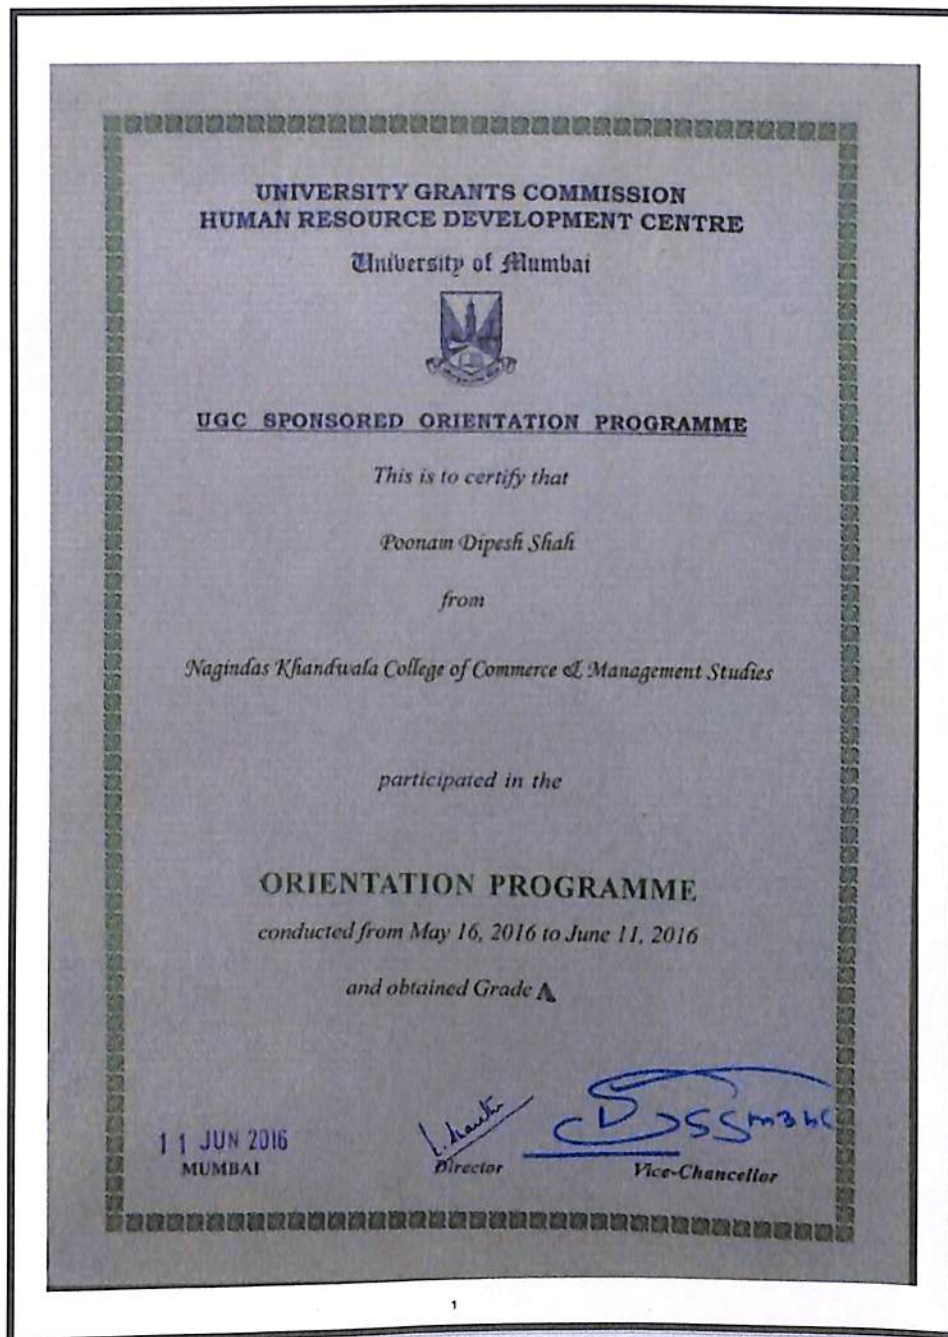 UNIVERSITY GRANTS COMMISSION
HUMAN RESOURCE DEVELOPMENT CENTRE
University of Mumbai
UGC SPONSORED ORIENTATION PROGRAMME
This is to certify that
Poonam Dipesh Shah
from
Nagindas Khandwala College of Commerce & Management Studies
participated in the
ORIENTATION PROGRAMME
conducted from May 16, 2016 to June 11, 2016
and obtained Grade A
11 JUN 2016
MUMBAI
Director
Vice-Chancellor
1